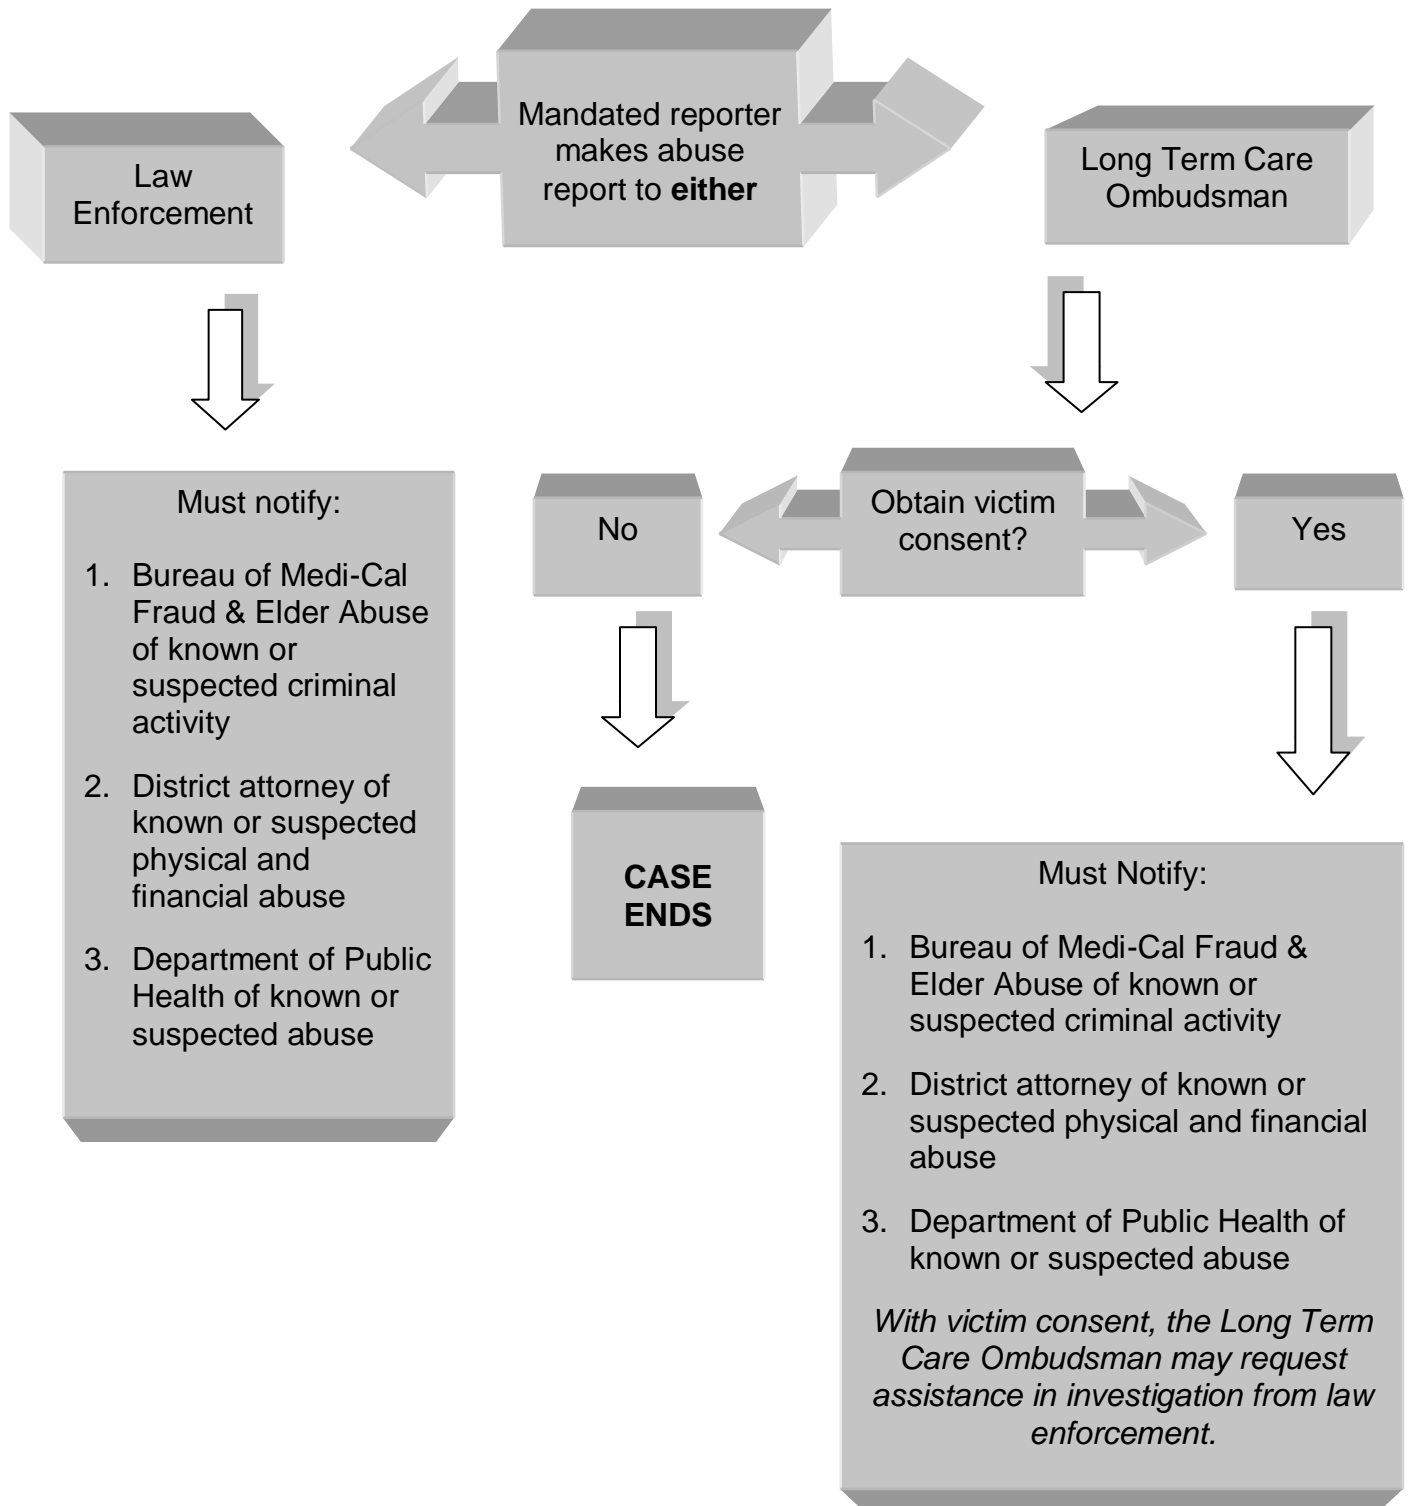 Mandated reporter
makes abuse
report to either
Law
Enforcement
Long Term Care
Ombudsman
Must notify:
1. Bureau of Medi-Cal
Fraud & Elder Abuse
of known or
suspected criminal
activity
2. District attorney of
known or suspected
physical and
financial abuse
3. Department of Public
Health of known or
suspected abuse
Obtain victim
consent?
No
Yes
CASE
ENDS
Must Notify:
1. Bureau of Medi-Cal Fraud &
Elder Abuse of known or
suspected criminal activity
2. District attorney of known or
suspected physical and financial
abuse
3. Department of Public Health of
known or suspected abuse
With victim consent, the Long Term
Care Ombudsman may request
assistance in investigation from law
enforcement.